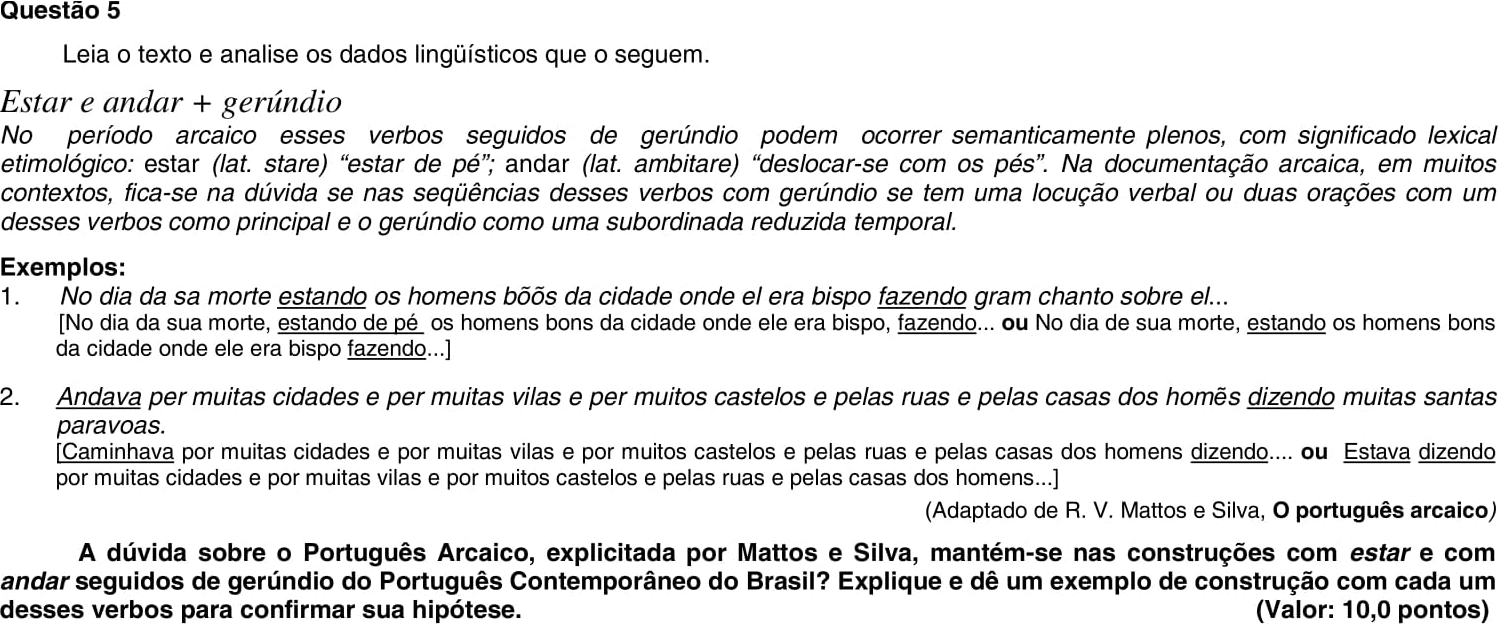 Questão 5
Leia o texto e analise os dados lingüísticos que o seguem.
Estar e andar + gerúndio
No período arcaico esses verbos seguidos de gerúndio podem ocorrer semanticamente plenos, com significado lexical
etimológico: estar (lat. stare) “estar de pé”; andar (lat. ambitare) “deslocar-se com os pés”. Na documentação arcaica, em muitos
contextos, fica-se na dúvida se nas seqüências desses verbos com gerúndio se tem uma locução verbal ou duas orações com um
desses verbos como principal e o gerúndio como uma subordinada reduzida temporal.
Exemplos:
1. No dia da sa morte estando os homens bõõs da cidade onde el era bispo fazendo gram chanto sobre el...
[No dia da sua morte, estando de pé os homens bons da cidade onde ele era bispo, fazendo... ou No dia de sua morte, estando os homens bons
da cidade onde ele era bispo fazendo...]
2. Andava per muitas cidades e per muitas vilas e per muitos castelos e pelas ruas e pelas casas dos homẽs dizendo muitas santas
paravoas.
[Caminhava por muitas cidades e por muitas vilas e por muitos castelos e pelas ruas e pelas casas dos homens dizendo.... ou Estava dizendo
por muitas cidades e por muitas vilas e por muitos castelos e pelas ruas e pelas casas dos homens...]
(Adaptado de R. V. Mattos e Silva, O português arcaico)
A dúvida sobre o Português Arcaico, explicitada por Mattos e Silva, mantém-se nas construções com estar e com
andar seguidos de gerúndio do Português Contemporâneo do Brasil? Explique e dê um exemplo de construção com cada um
desses verbos para confirmar sua hipótese. (Valor: 10,0 pontos)